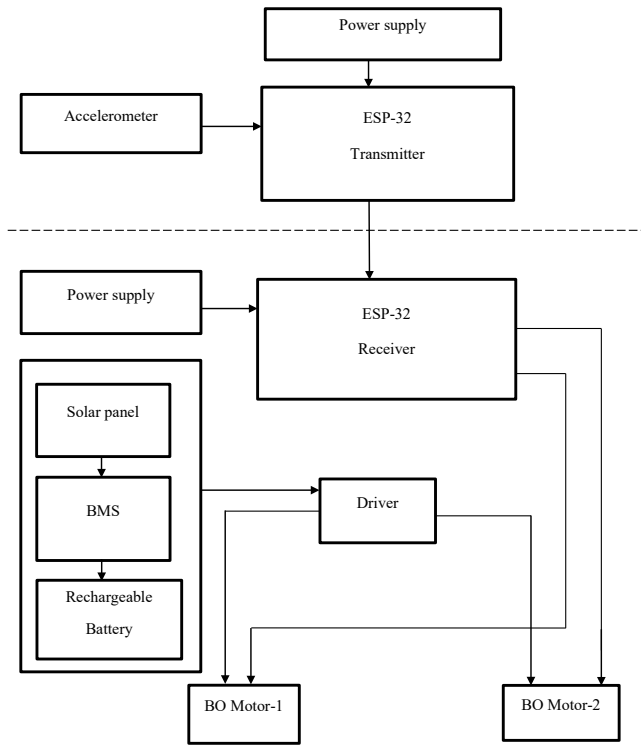 Power supply
Accelerometer
ESP-32
Transmitter
Power supply
ESP-32
Receiver
Solar panel
BMS
Driver
Rechargeable
Battery
BO Motor-1
BO Motor-2